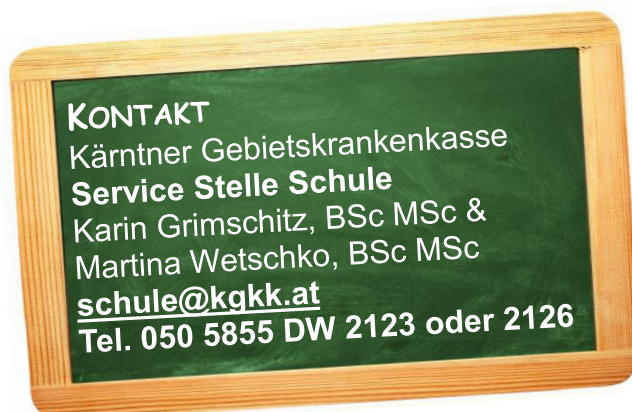 KONTAKT
Kärntner Gebietskrankenkasse
Service Stelle Schule
Karin Grimschitz, BSc MSc &
Martina Wetschko, BSc MSc
schule@kgkk.at
Tel. 050 5855 DW 2123 oder 2126